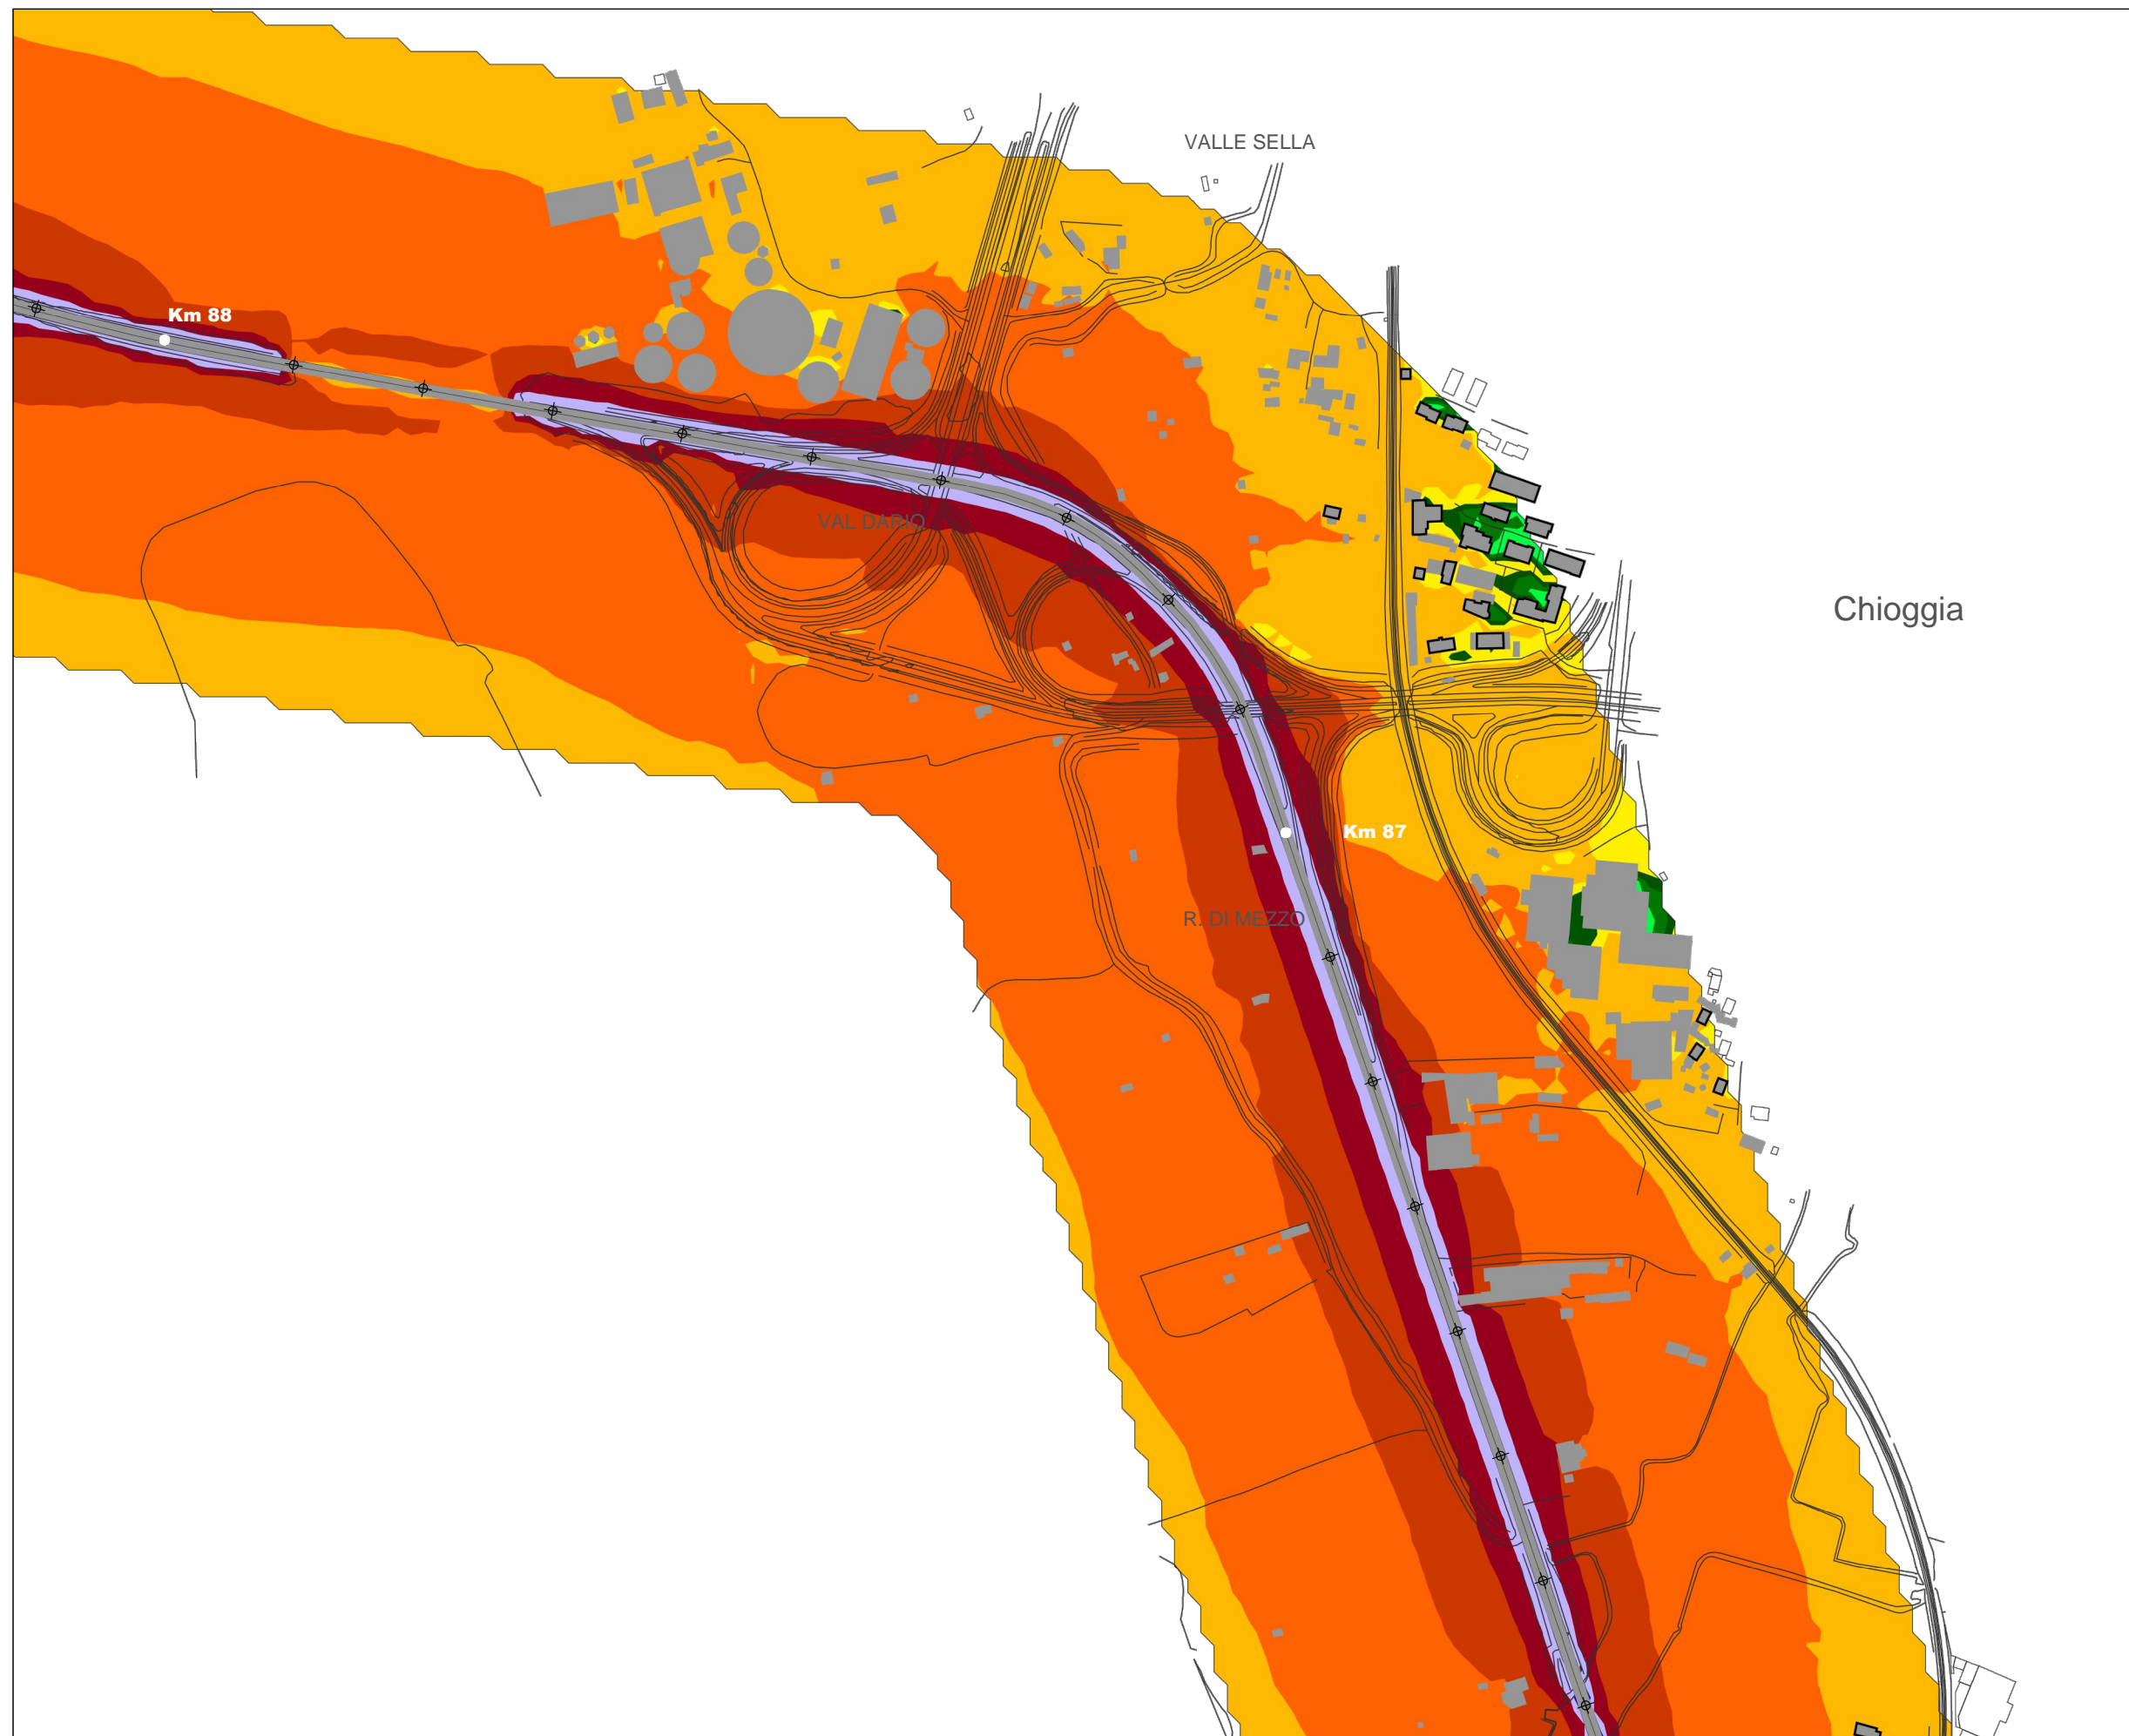 VALLE SELLA
Km 88
VAL DARIO
Chioggia
Km 87
R. DI MEZZO